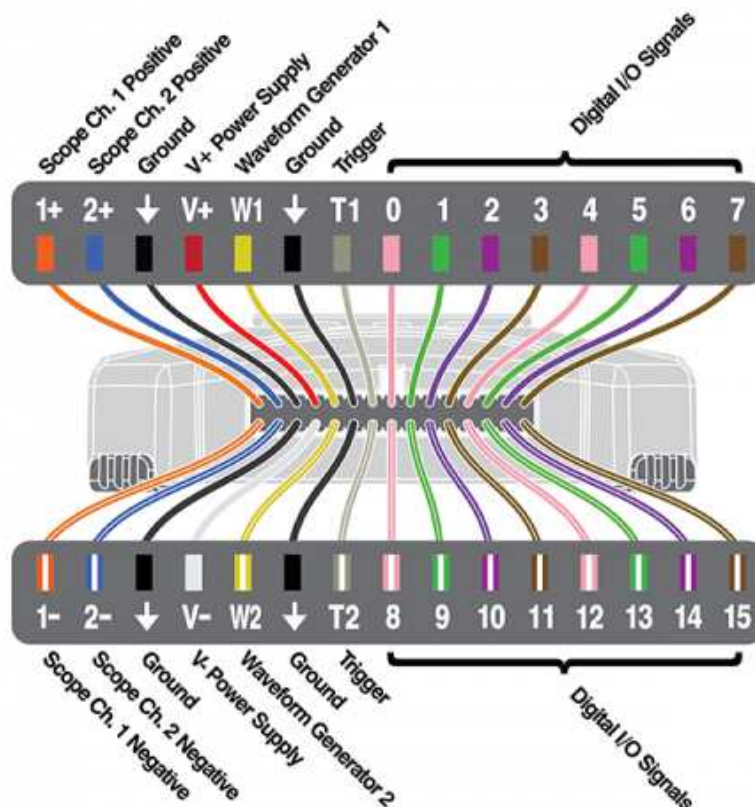 Scope Ch. 1 Positive
Scope Ch. 2 Positive
Ground
V+ Power Supply
Waveform Generator 1
Ground
Trigger
Digital I/O Signals
1+ 2+ ↓ V+ W1 ↓ T1 0 1 2 3 4 5 6 7
1- 2- ↓ V- W2 ↓ T2 8 9 10 11 12 13 14 15
Scope Ch. 1 Negative
Scope Ch. 2 Negative
Ground
V- Power Supply
Waveform Generator 2
Ground
Trigger
Digital I/O Signals